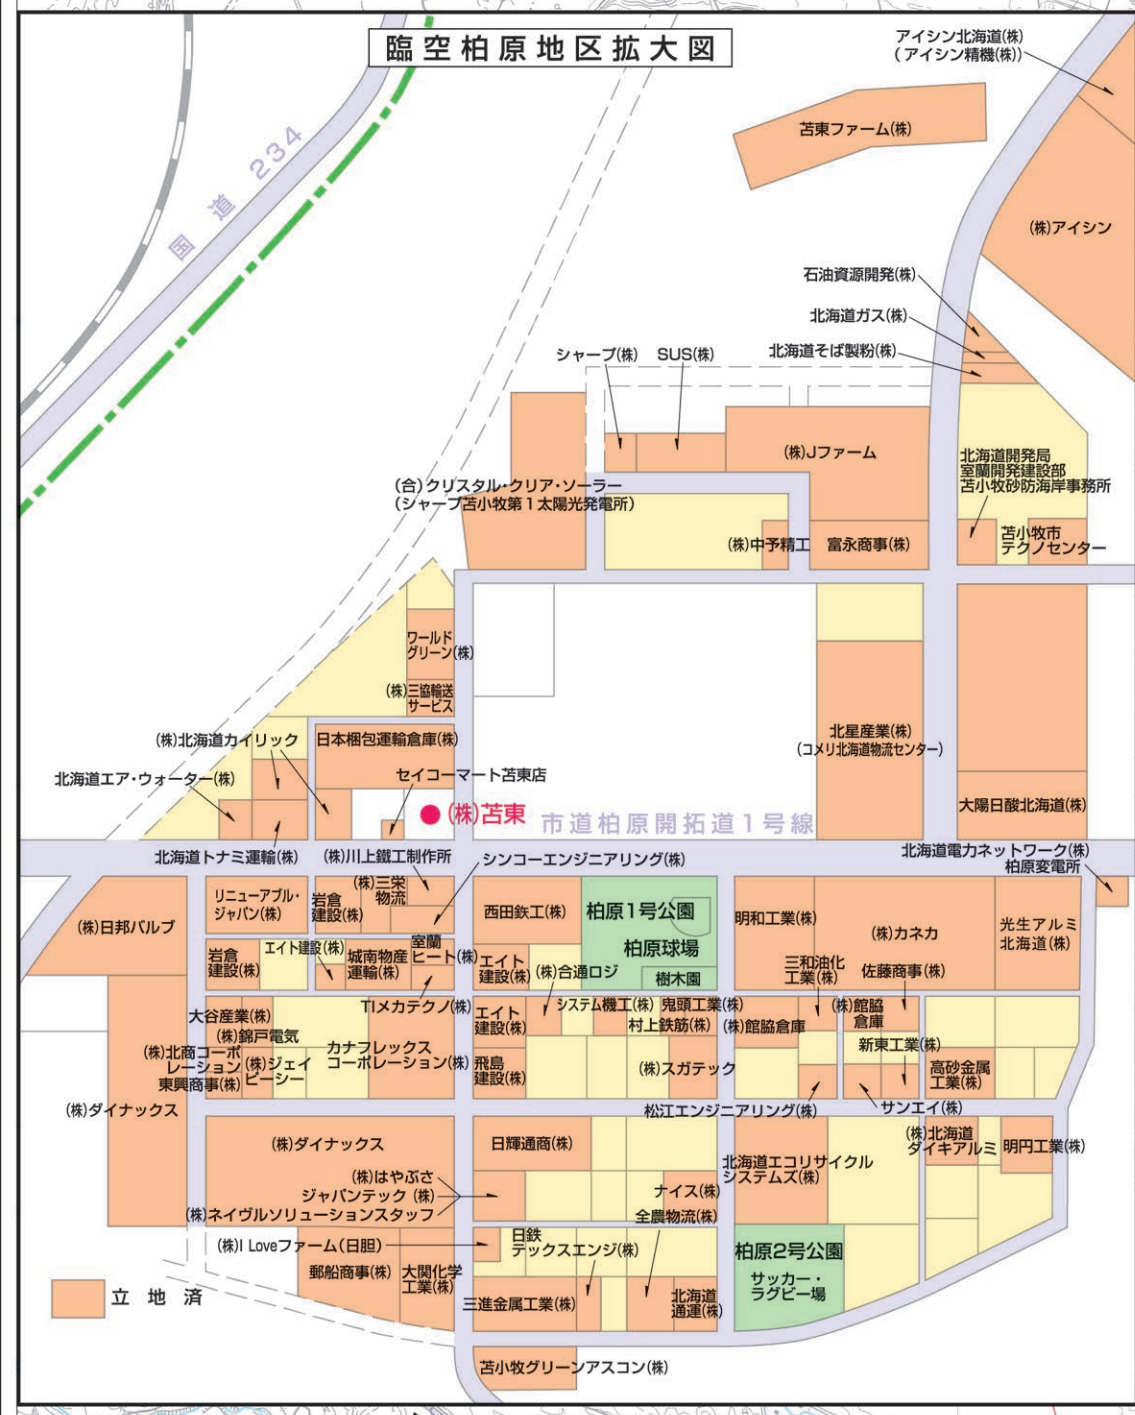 臨空柏原地区拡大図
アイシン北海道(株)
(アイシン精機(株))
苫東ファーム(株)
国道 234
(株)アイシン
石油資源開発(株)
北海道ガス(株)
北海道そば製粉(株)
シャープ(株)
SUS(株)
(株)Jファーム
(合)クリスタル・クリア・ソーラー
(シャープ苫小牧第1太陽光発電所)
北海道開発局
室蘭開発建設部
苫小牧砂防海岸事務所
(株)中予精工
富永商事(株)
苫小牧市
テクノセンター
ワールド
グリーン(株)
(株)三協輸送
サービス
(株)北海道カイリック
日本梱包運輸倉庫(株)
北海道エア・ウォーター(株)
セイコーマート苫東店
北星産業(株)
(コメリ北海道物流センター)
大陽日酸北海道(株)
(株)苫東
市道柏原開拓道1号線
北海道トナミ運輸(株)
(株)川上鐵工制作所
シンコーエンジニアリング(株)
北海道電力ネットワーク(株)
柏原変電所
(株)日邦バルブ
リニューアブル・
ジャパン(株)
岩倉
建設(株)
(株)三栄
物流
西田鉄工(株)
柏原1号公園
柏原球場
樹木園
明和工業(株)
(株)カネカ
光生アルミ
北海道(株)
岩倉
建設(株)
エイト建設(株)
城南物産
運輸(株)
室蘭
ヒート(株)
エイト
建設(株)
(株)合通ロジ
三和油化
工業(株)
佐藤商事(株)
TIメカテクノ(株)
大谷産業(株)
(株)錦戸電気
(株)北商コーポ
レーション
東興商事(株)
(株)ジェイ
ピーシー
カナフレックス
コーポレーション(株)
エイト
建設(株)
飛島
建設(株)
システム機工(株)
鬼頭工業(株)
村上鉄筋(株)
(株)スガテック
(株)館脇倉庫
(株)館脇
倉庫
新東工業(株)
高砂金属
工業(株)
(株)ダイナックス
松江エンジニアリング(株)
サンエイ(株)
(株)ダイナックス
日輝通商(株)
北海道エコリサイクル
システムズ(株)
(株)北海道
ダイキアルミ
明円工業(株)
(株)はやぶさ
ジャパンテック(株)
(株)ネイヴルソリューションスタッフ
ナイス(株)
全農物流(株)
(株)I Loveファーム(日胆)
日鉄
テックスエンジ(株)
柏原2号公園
サッカー・
ラグビー場
郵船商事(株)
大関化学
工業(株)
三進金属工業(株)
北海道
通運(株)
立地済
苫小牧グリーンアスコン(株)